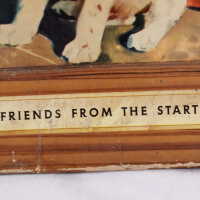 FRIENDS FROM THE START